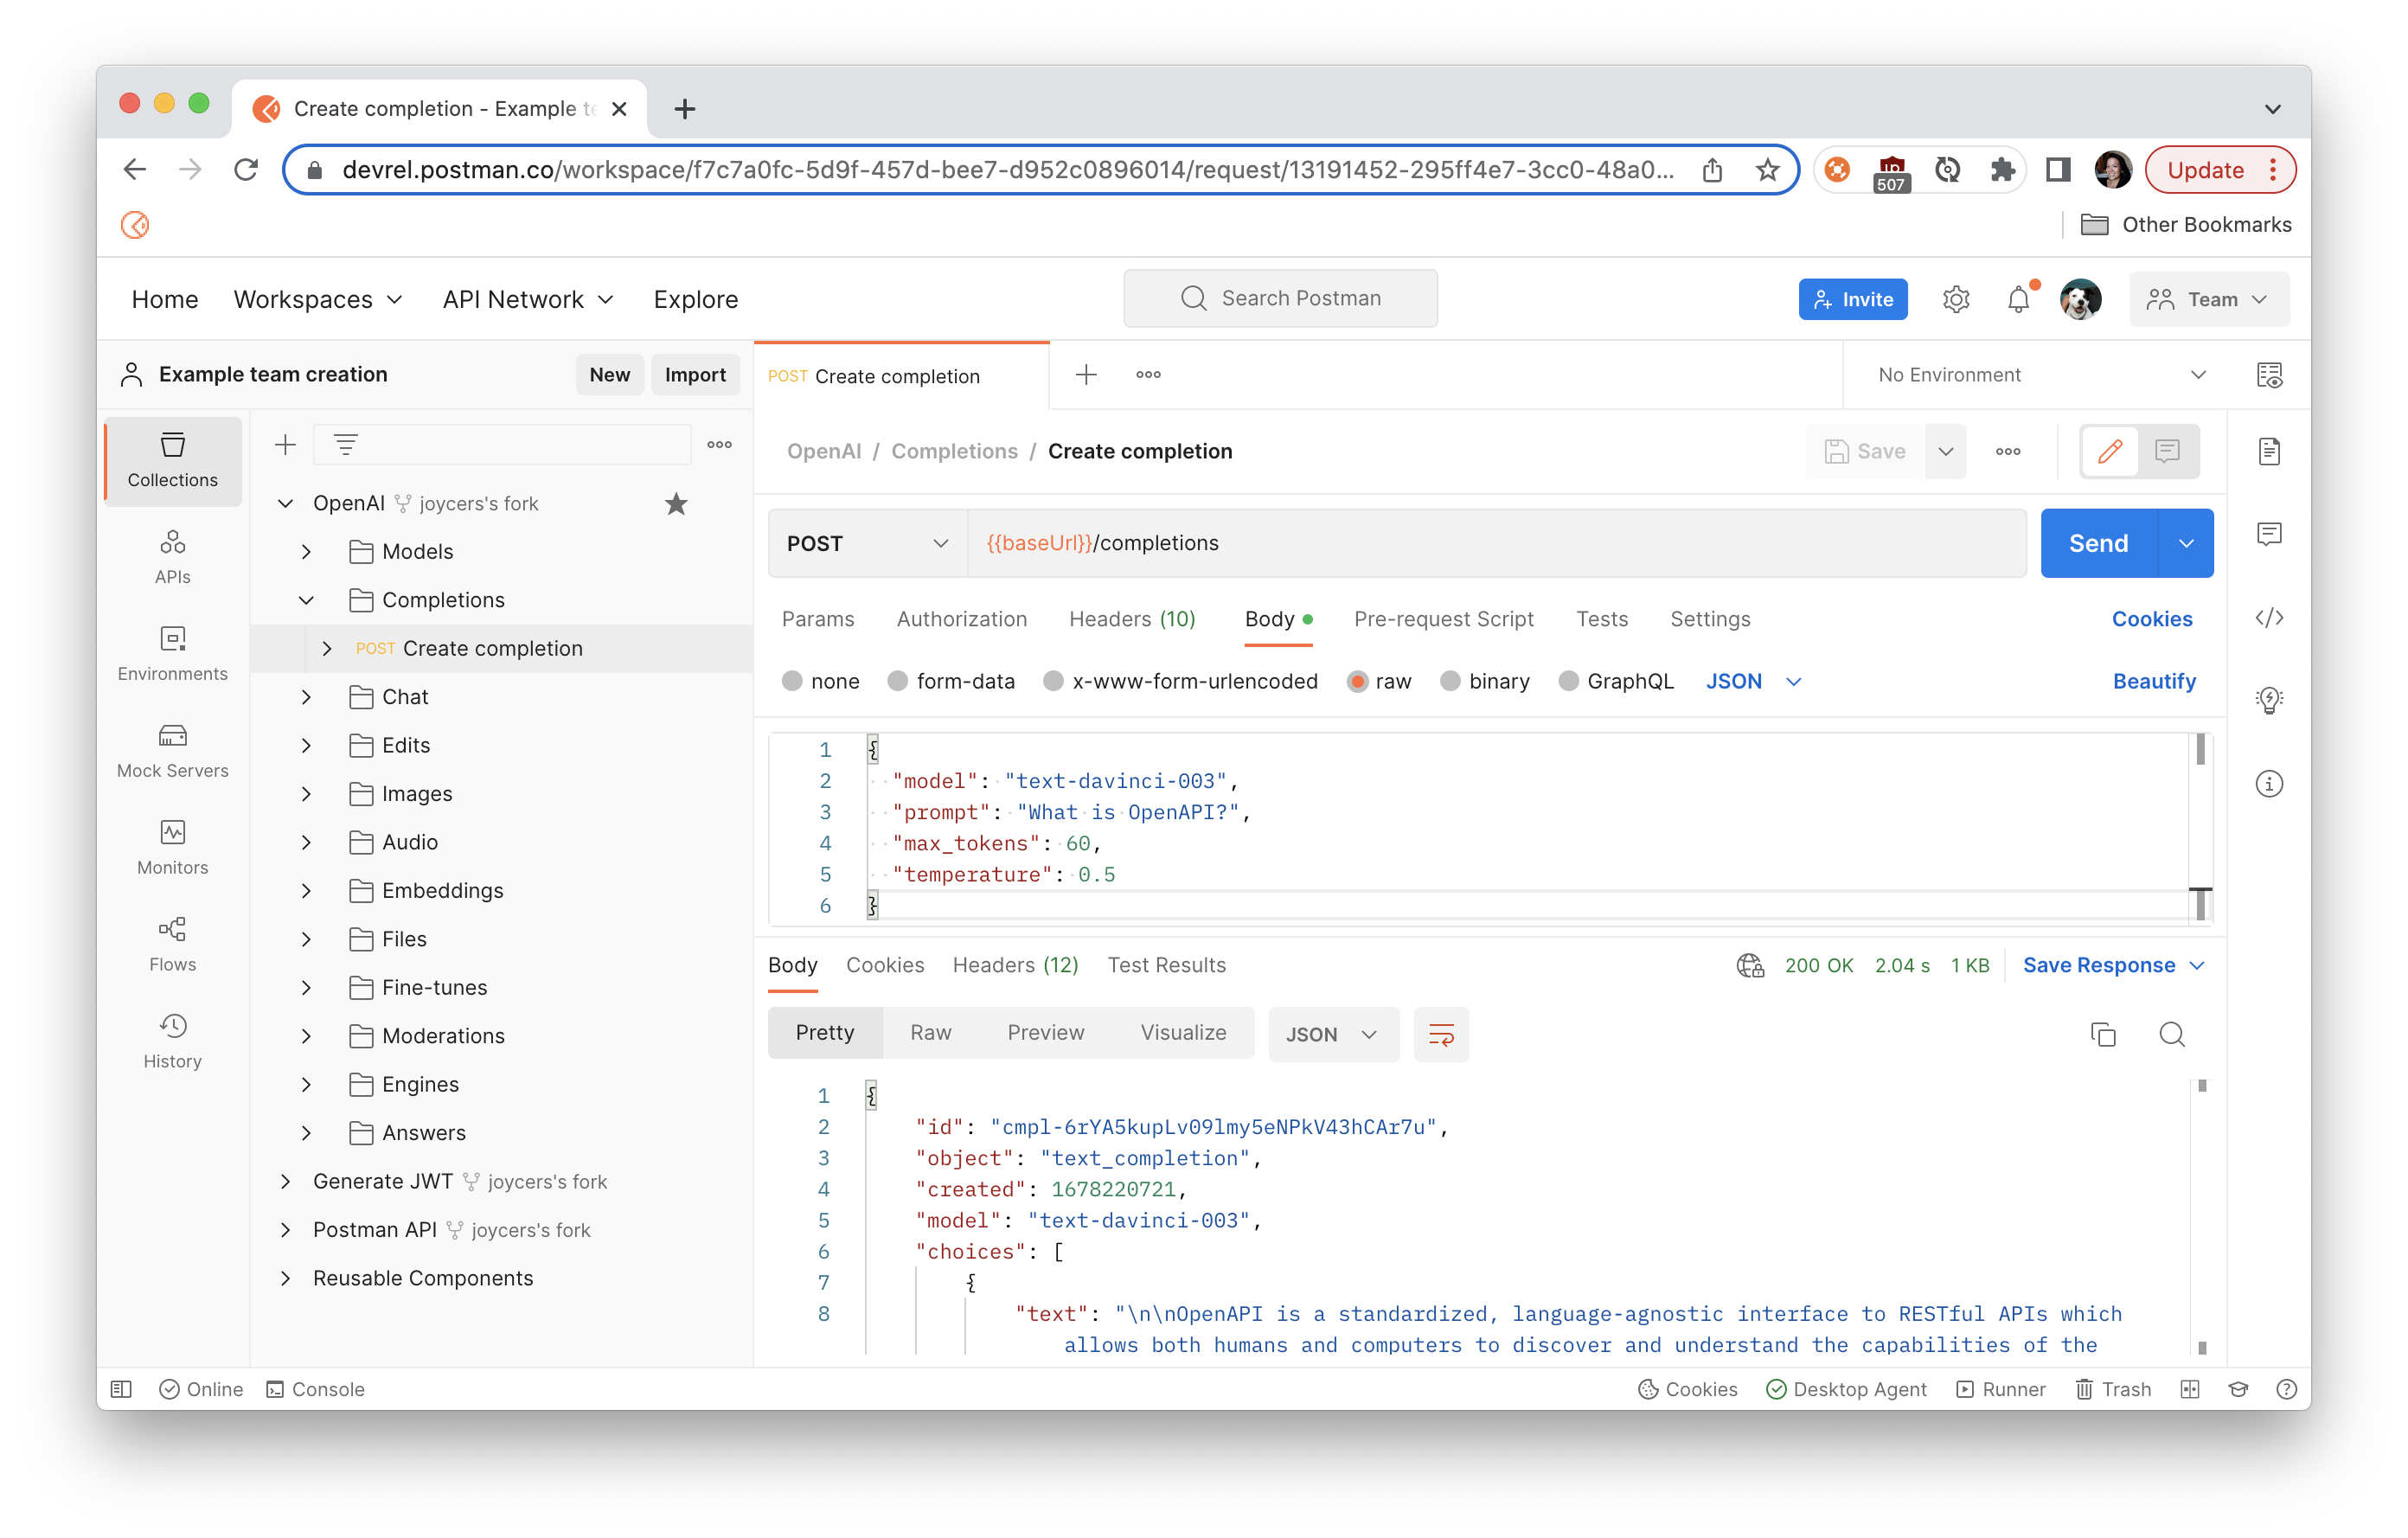 Create completion - Example te
devrel.postman.co/workspace/f7c7a0fc-5d9f-457d-bee7-d952c0896014/request/13191452-295ff4e7-3cc0-48a0...
507
Update
Other Bookmarks
Home Workspaces API Network Explore
Search Postman
Invite
Team
Example team creation
New
Import
POST Create completion
No Environment
Collections
APIs
Environments
Mock Servers
Monitors
Flows
History
OpenAI joycers's fork
Models
Completions
POST Create completion
Chat
Edits
Images
Audio
Embeddings
Files
Fine-tunes
Moderations
Engines
Answers
Generate JWT joycers's fork
Postman API joycers's fork
Reusable Components
OpenAI / Completions / Create completion
Save
POST
{{baseUrl}}/completions
Send
Params Authorization Headers (10) Body Pre-request Script Tests Settings Cookies
none form-data x-www-form-urlencoded raw binary GraphQL JSON Beautify
1 {
2 "model": "text-davinci-003",
3 "prompt": "What is OpenAPI?",
4 "max_tokens": 60,
5 "temperature": 0.5
6 }
Body Cookies Headers (12) Test Results 200 OK 2.04 s 1 KB Save Response
Pretty Raw Preview Visualize JSON
1 {
2 "id": "cmpl-6rYA5kupLv09lmy5eNPkV43hCAr7u",
3 "object": "text_completion",
4 "created": 1678220721,
5 "model": "text-davinci-003",
6 "choices": [
7 {
8 "text": "\n\nOpenAPI is a standardized, language-agnostic interface to RESTful APIs which
allows both humans and computers to discover and understand the capabilities of the
Online Console Cookies Desktop Agent Runner Trash